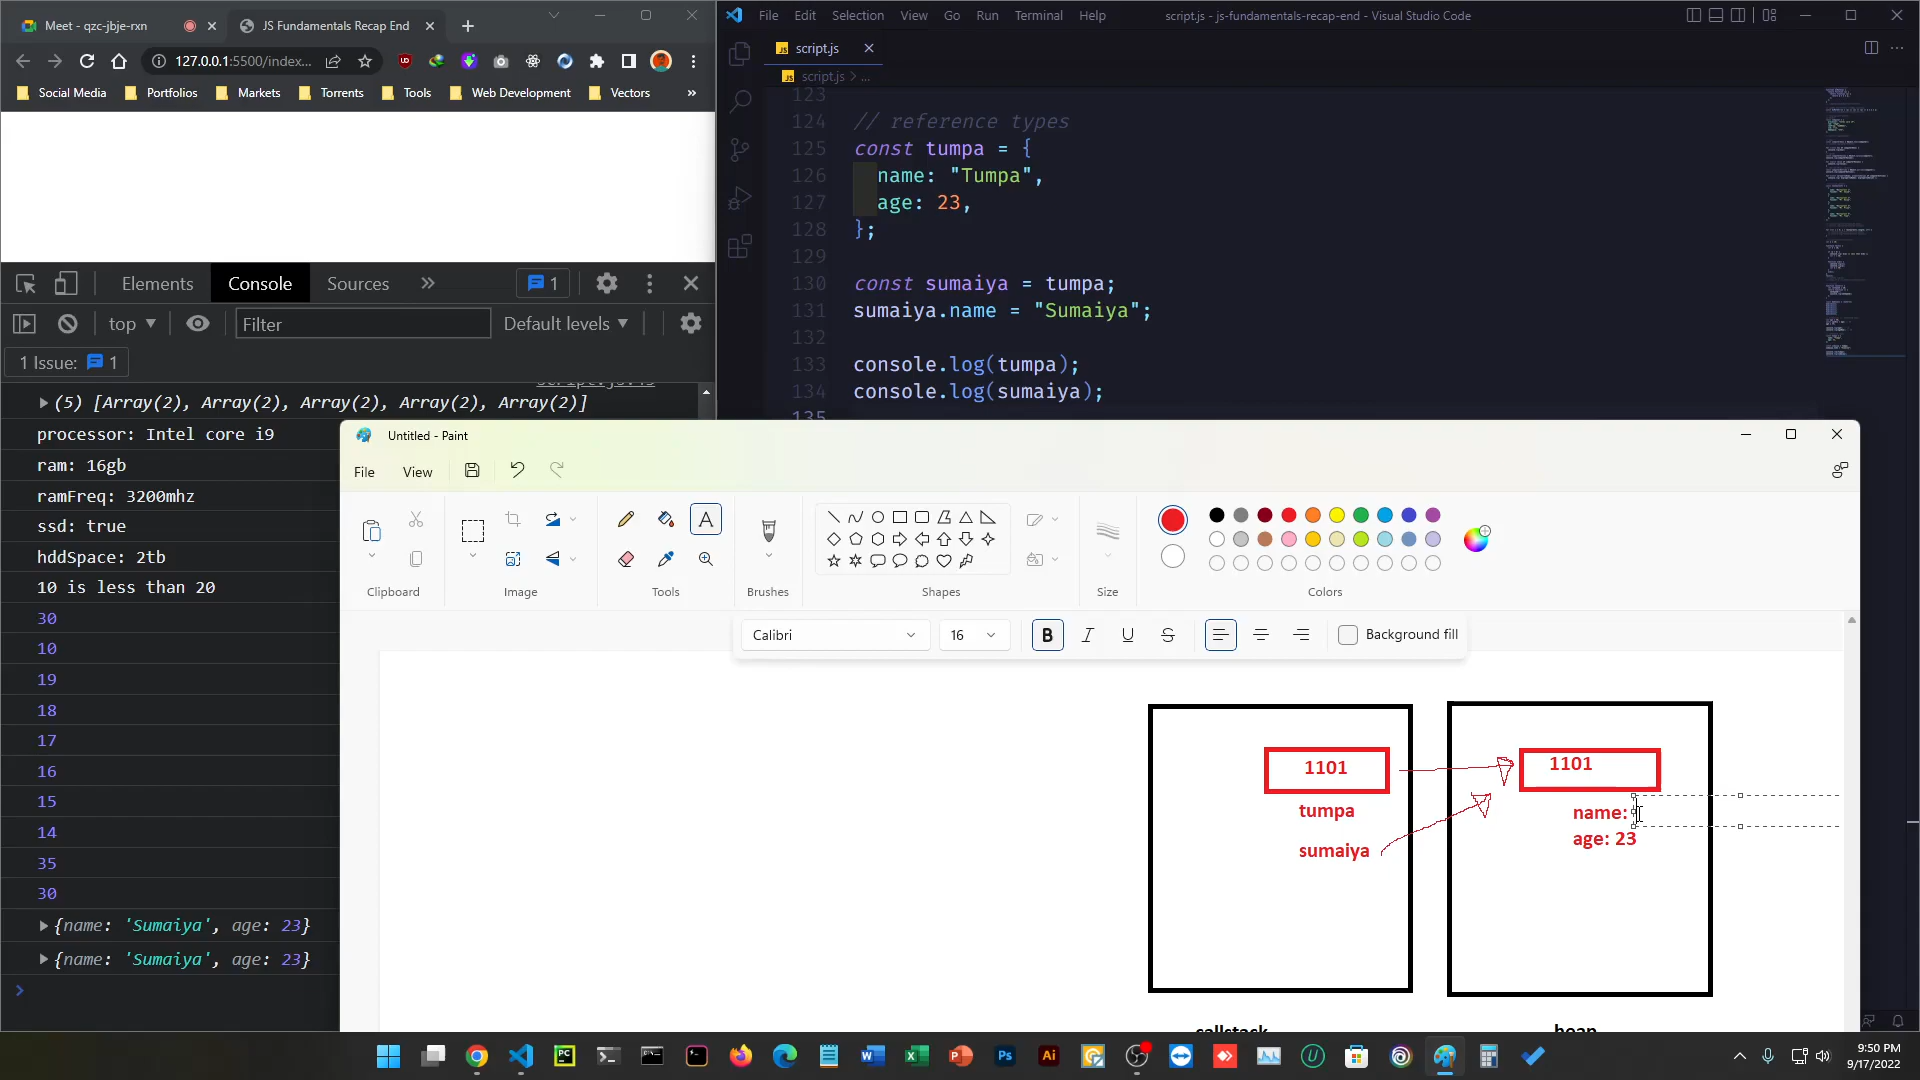 Meet - qzc-jbje-rxn
JS Fundamentals Recap End
127.0.0.1:5500/index...
Social Media
Portfolios
Markets
Torrents
Tools
Web Development
Vectors
»
Elements
Console
Sources
»
1
top
Filter
Default levels
1 Issue:
1
(5) [Array(2), Array(2), Array(2), Array(2), Array(2)]
processor: Intel core i9
ram: 16gb
ramFreq: 3200mhz
ssd: true
hddSpace: 2tb
10 is less than 20
30
10
19
18
17
16
15
14
35
30
{name: 'Sumaiya', age: 23}
{name: 'Sumaiya', age: 23}
File Edit Selection View Go Run Terminal Help
script.js - js-fundamentals-recap-end - Visual Studio Code
JS script.js
JS script.js > ...
123
124 // reference types
125 const tumpa = {
126 name: "Tumpa",
127 age: 23,
128 };
129
130 const sumaiya = tumpa;
131 sumaiya.name = "Sumaiya";
132
133 console.log(tumpa);
134 console.log(sumaiya);
135
Untitled - Paint
File View
Clipboard
Image
Tools
Brushes
Shapes
Size
Colors
Calibri
16
B I U S
Background fill
1101
tumpa
sumaiya
1101
name:
age: 23
callstack
heap
9:50 PM
9/17/2022